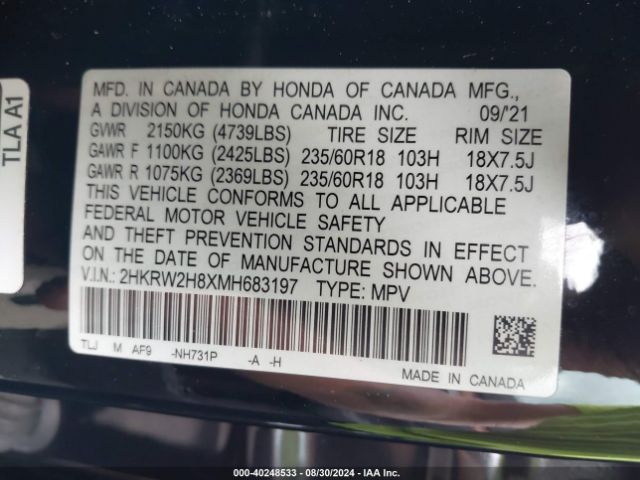 TLA A1
MFD. IN CANADA BY HONDA OF CANADA MFG.,
A DIVISION OF HONDA CANADA INC. 09/'21
GVWR 2150KG (4739LBS) TIRE SIZE RIM SIZE
GAWR F 1100KG (2425LBS) 235/60R18 103H 18X7.5J
GAWR R 1075KG (2369LBS) 235/60R18 103H 18X7.5J
THIS VEHICLE CONFORMS TO ALL APPLICABLE
FEDERAL MOTOR VEHICLE SAFETY
AND THEFT PREVENTION STANDARDS IN EFFECT
ON THE DATE OF MANUFACTURE SHOWN ABOVE.
V.I.N.: 2HKRW2H8XMH683197 TYPE: MPV
TLJ M AF9 -NH731P -A -H
MADE IN CANADA
000-40248533 — 08/30/2024 — IAA Inc.